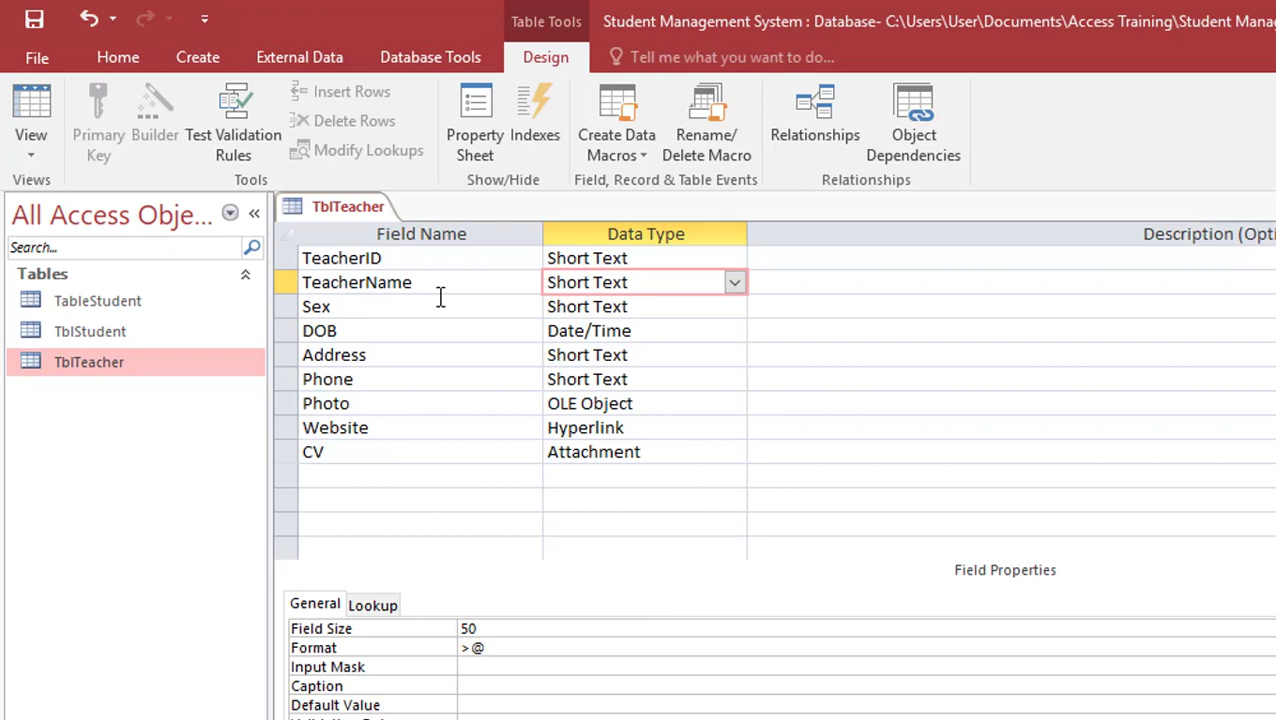 Table Tools
Student Management System : Database- C:\Users\User\Documents\Access Training\Student Mana
File
Home
Create
External Data
Database Tools
Design
Tell me what you want to do...
View
Primary Key
Builder
Test Validation Rules
Insert Rows
Delete Rows
Modify Lookups
Property Sheet
Indexes
Create Data Macros
Rename/ Delete Macro
Relationships
Object Dependencies
Views
Tools
Show/Hide
Field, Record & Table Events
Relationships
All Access Obje...
Search...
Tables
TableStudent
TblStudent
TblTeacher
TblTeacher
Field Name
Data Type
Description (Opti
TeacherID
Short Text
TeacherName
Short Text
Sex
Short Text
DOB
Date/Time
Address
Short Text
Phone
Short Text
Photo
OLE Object
Website
Hyperlink
CV
Attachment
Field Properties
General
Lookup
Field Size
50
Format
>@
Input Mask
Caption
Default Value